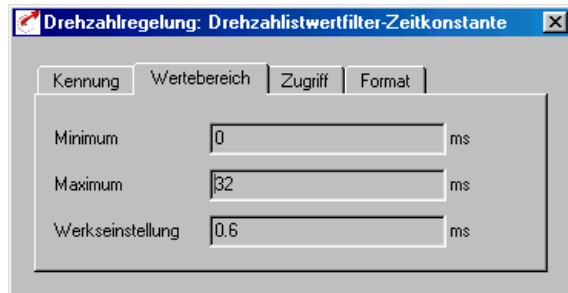 Drehzahlregelung: Drehzahlistwertfilter-Zeitkonstante
Kennung Wertebereich Zugriff Format
Minimum 0 ms
Maximum 32 ms
Werkseinstellung 0.6 ms